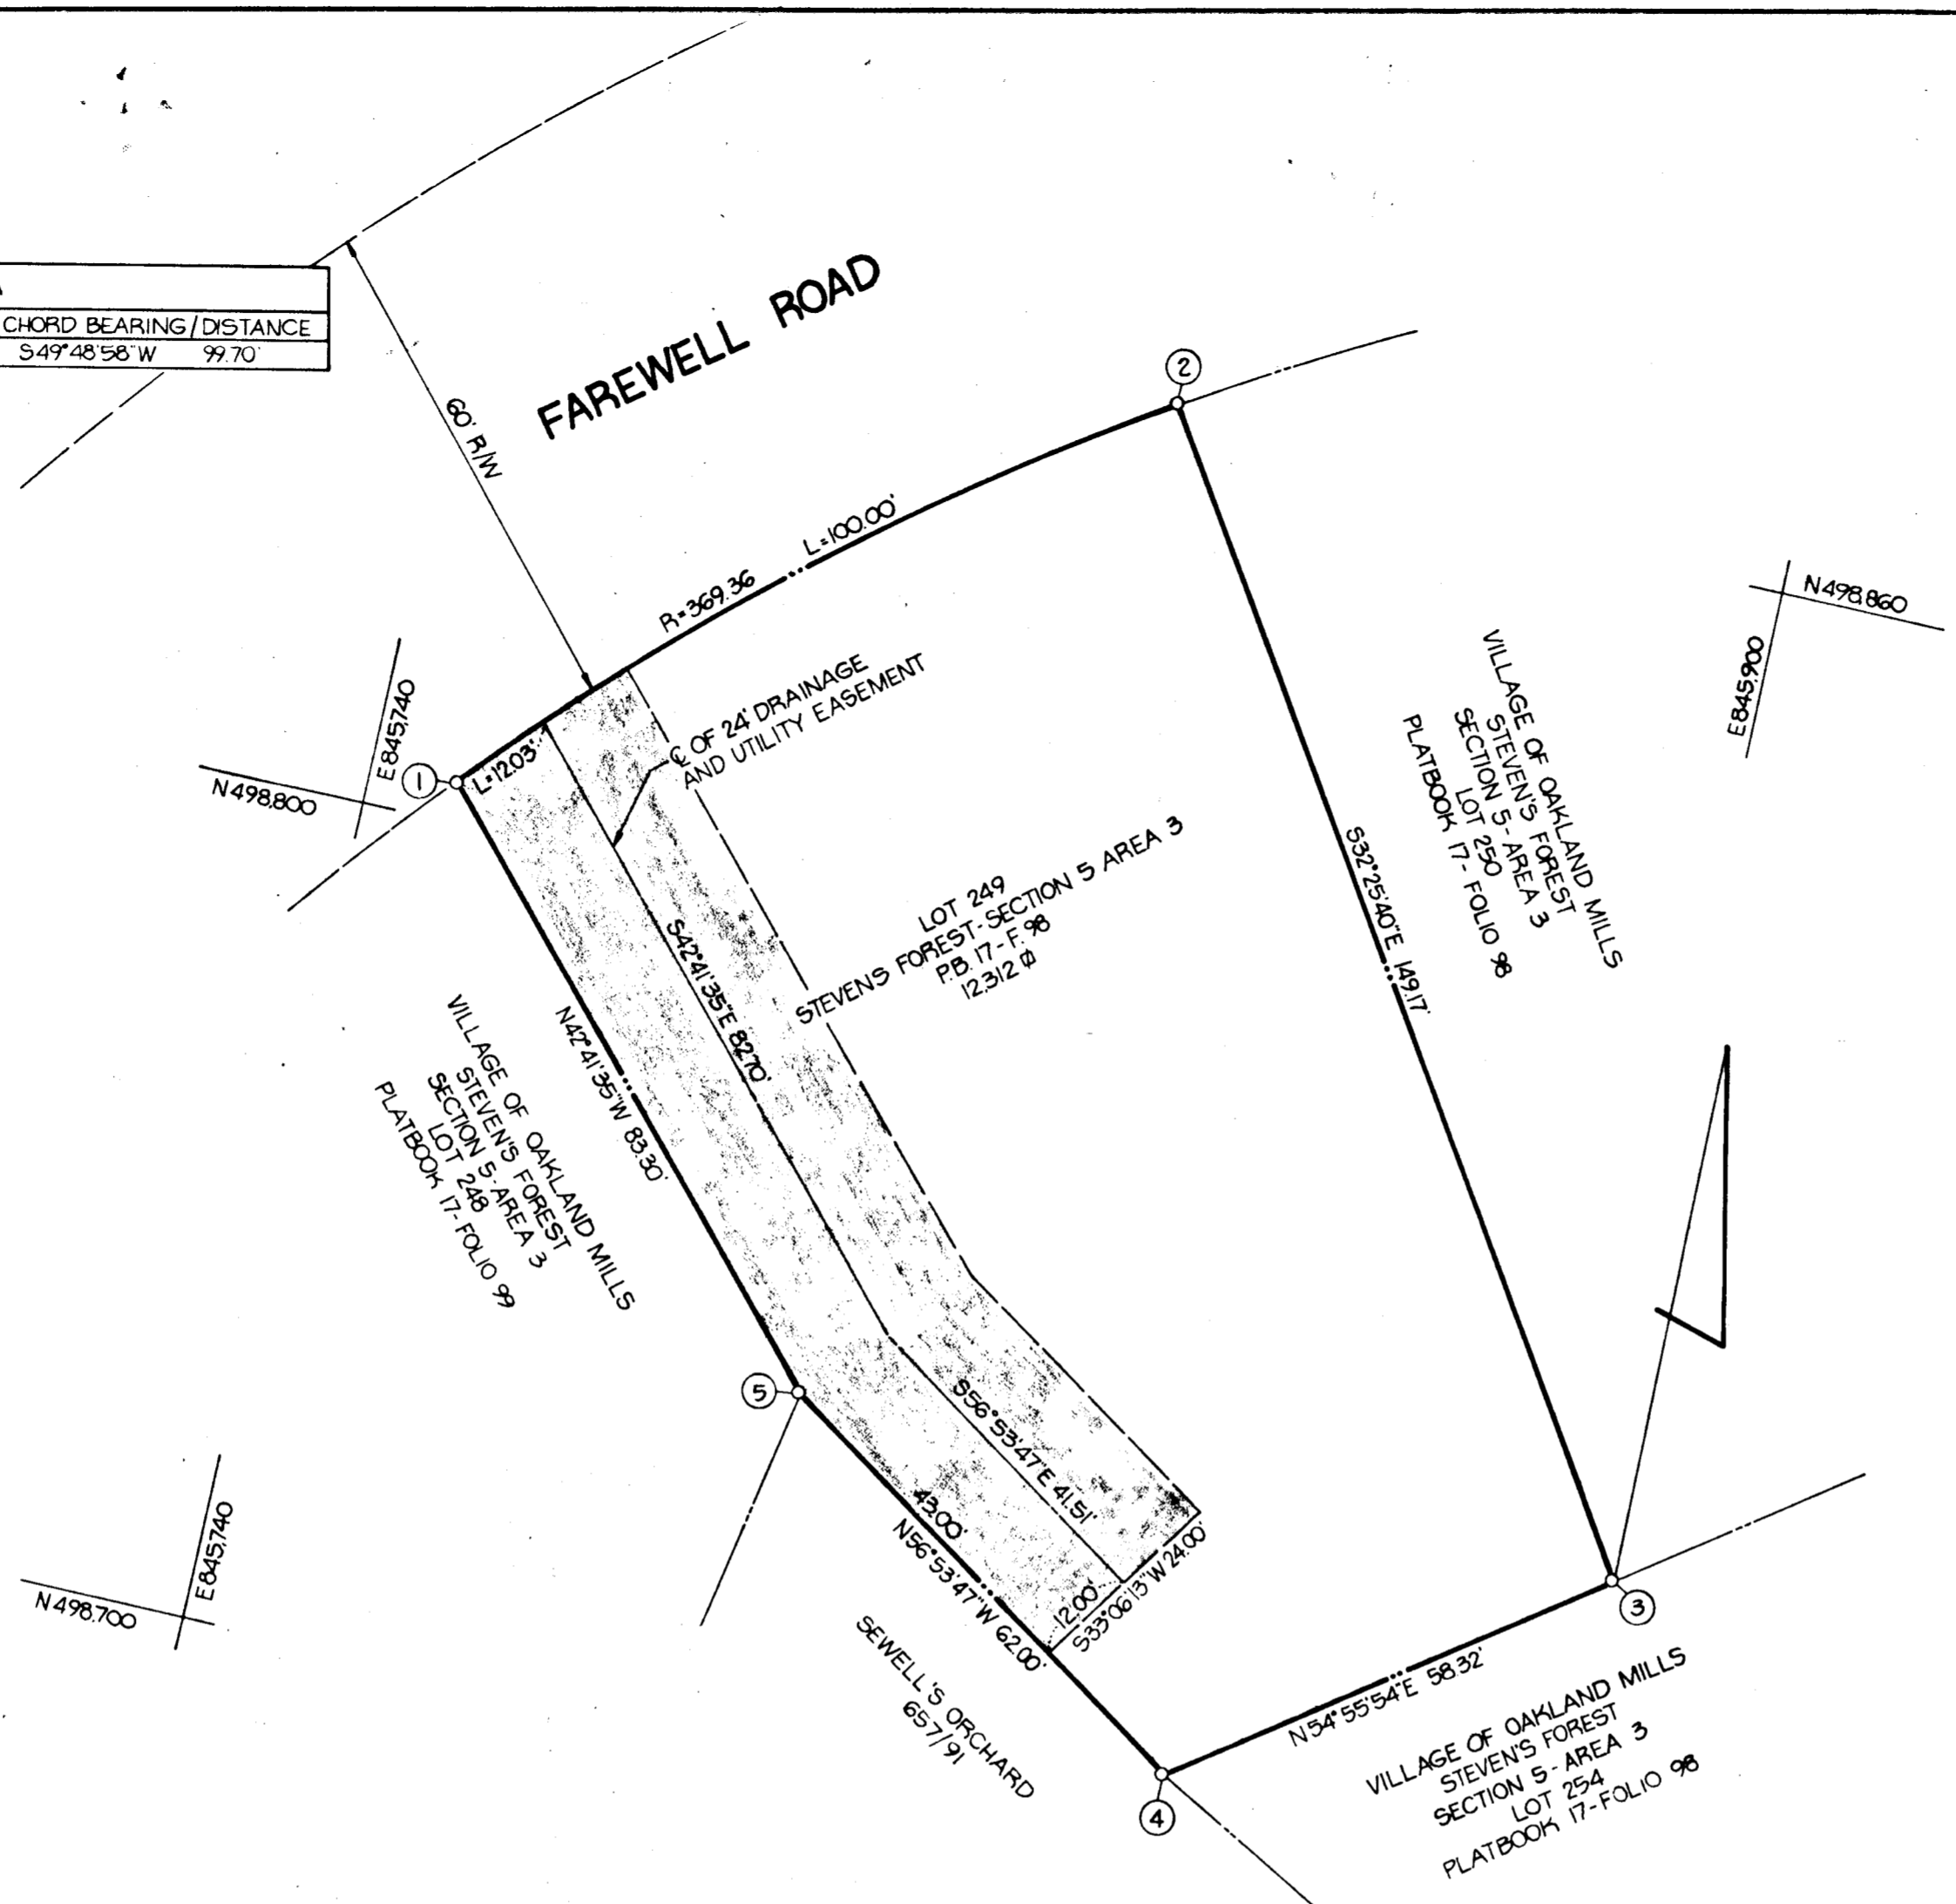 CHORD BEARING/DISTANCE
S49°48'58"W 99.70'
60' R/W
FAREWELL ROAD
2
R=369.36
L=100.00'
N498,860
E845,900
E845,740
N498,800
1
L=12.03'
℄ OF 24' DRAINAGE
AND UTILITY EASEMENT
VILLAGE OF OAKLAND MILLS
STEVEN'S FOREST
SECTION 5-AREA 3
LOT 250
PLATBOOK 17-FOLIO 98
S32°25'40"E 149.17'
LOT 249
STEVENS FOREST-SECTION 5 AREA 3
P.B. 17-F. 98
12,312 ⌷
S42°41'35"E 82.70'
N42°41'35"W 83.30'
VILLAGE OF OAKLAND MILLS
STEVEN'S FOREST
SECTION 5-AREA 3
LOT 248
PLATBOOK 17-FOLIO 99
5
S56°53'47"E 41.51'
43.00'
N56°53'47"W 62.00'
12.00'
S33°06'13"W 24.00'
E845,740
N498,700
SEWELL'S ORCHARD
657/91
3
4
N54°55'54"E 58.32'
VILLAGE OF OAKLAND MILLS
STEVEN'S FOREST
SECTION 5-AREA 3
LOT 254
PLATBOOK 17-FOLIO 98